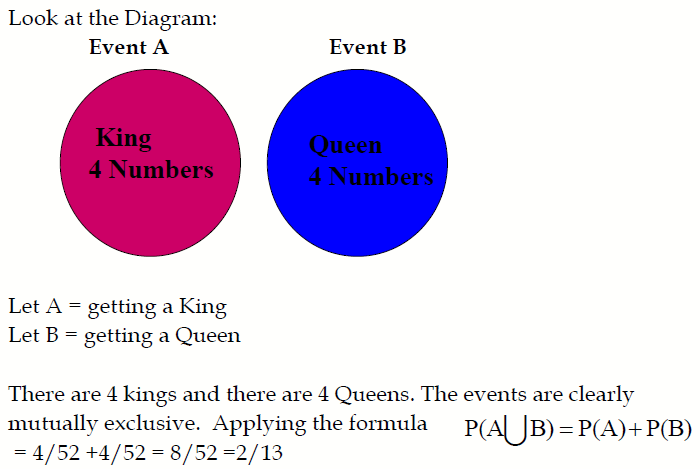 Look at the Diagram:
Event A Event B
King
4 Numbers
Queen
4 Numbers
Let A = getting a King
Let B = getting a Queen
There are 4 kings and there are 4 Queens. The events are clearly
mutually exclusive. Applying the formula P(A⋃B) = P(A)+P(B)
= 4/52 +4/52 = 8/52 =2/13